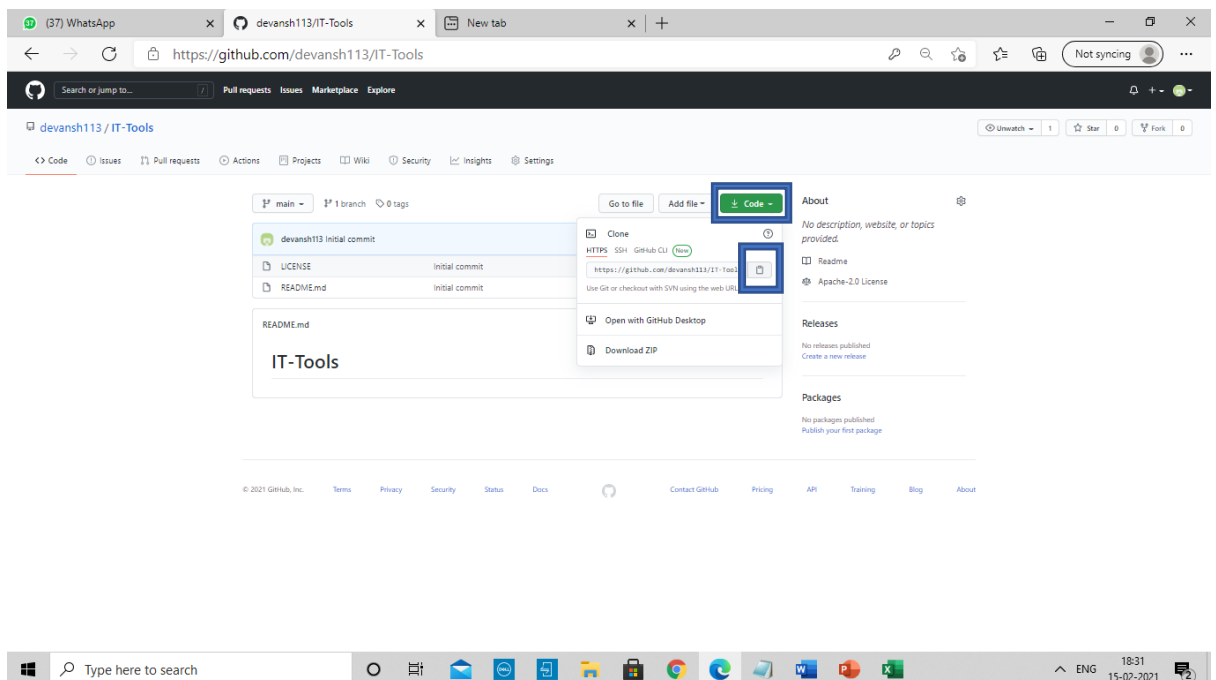 37 (37) WhatsApp
devansh113/IT-Tools
New tab
https://github.com/devansh113/IT-Tools
Not syncing
Search or jump to...
/
Pull requests Issues Marketplace Explore
devansh113 / IT-Tools
Unwatch 1 Star 0 Fork 0
Code Issues Pull requests Actions Projects Wiki Security Insights Settings
main 1 branch 0 tags
Go to file Add file Code
devansh113 Initial commit
LICENSE Initial commit
README.md Initial commit
Clone
HTTPS SSH GitHub CLI New
https://github.com/devansh113/IT-Tool
Use Git or checkout with SVN using the web URL
Open with GitHub Desktop
Download ZIP
README.md
IT-Tools
About
No description, website, or topics
provided.
Readme
Apache-2.0 License
Releases
No releases published
Create a new release
Packages
No packages published
Publish your first package
© 2021 GitHub, Inc. Terms Privacy Security Status Docs Contact GitHub Pricing API Training Blog About
Type here to search
DELL
W
P
X
ENG
18:31
15-02-2021
2